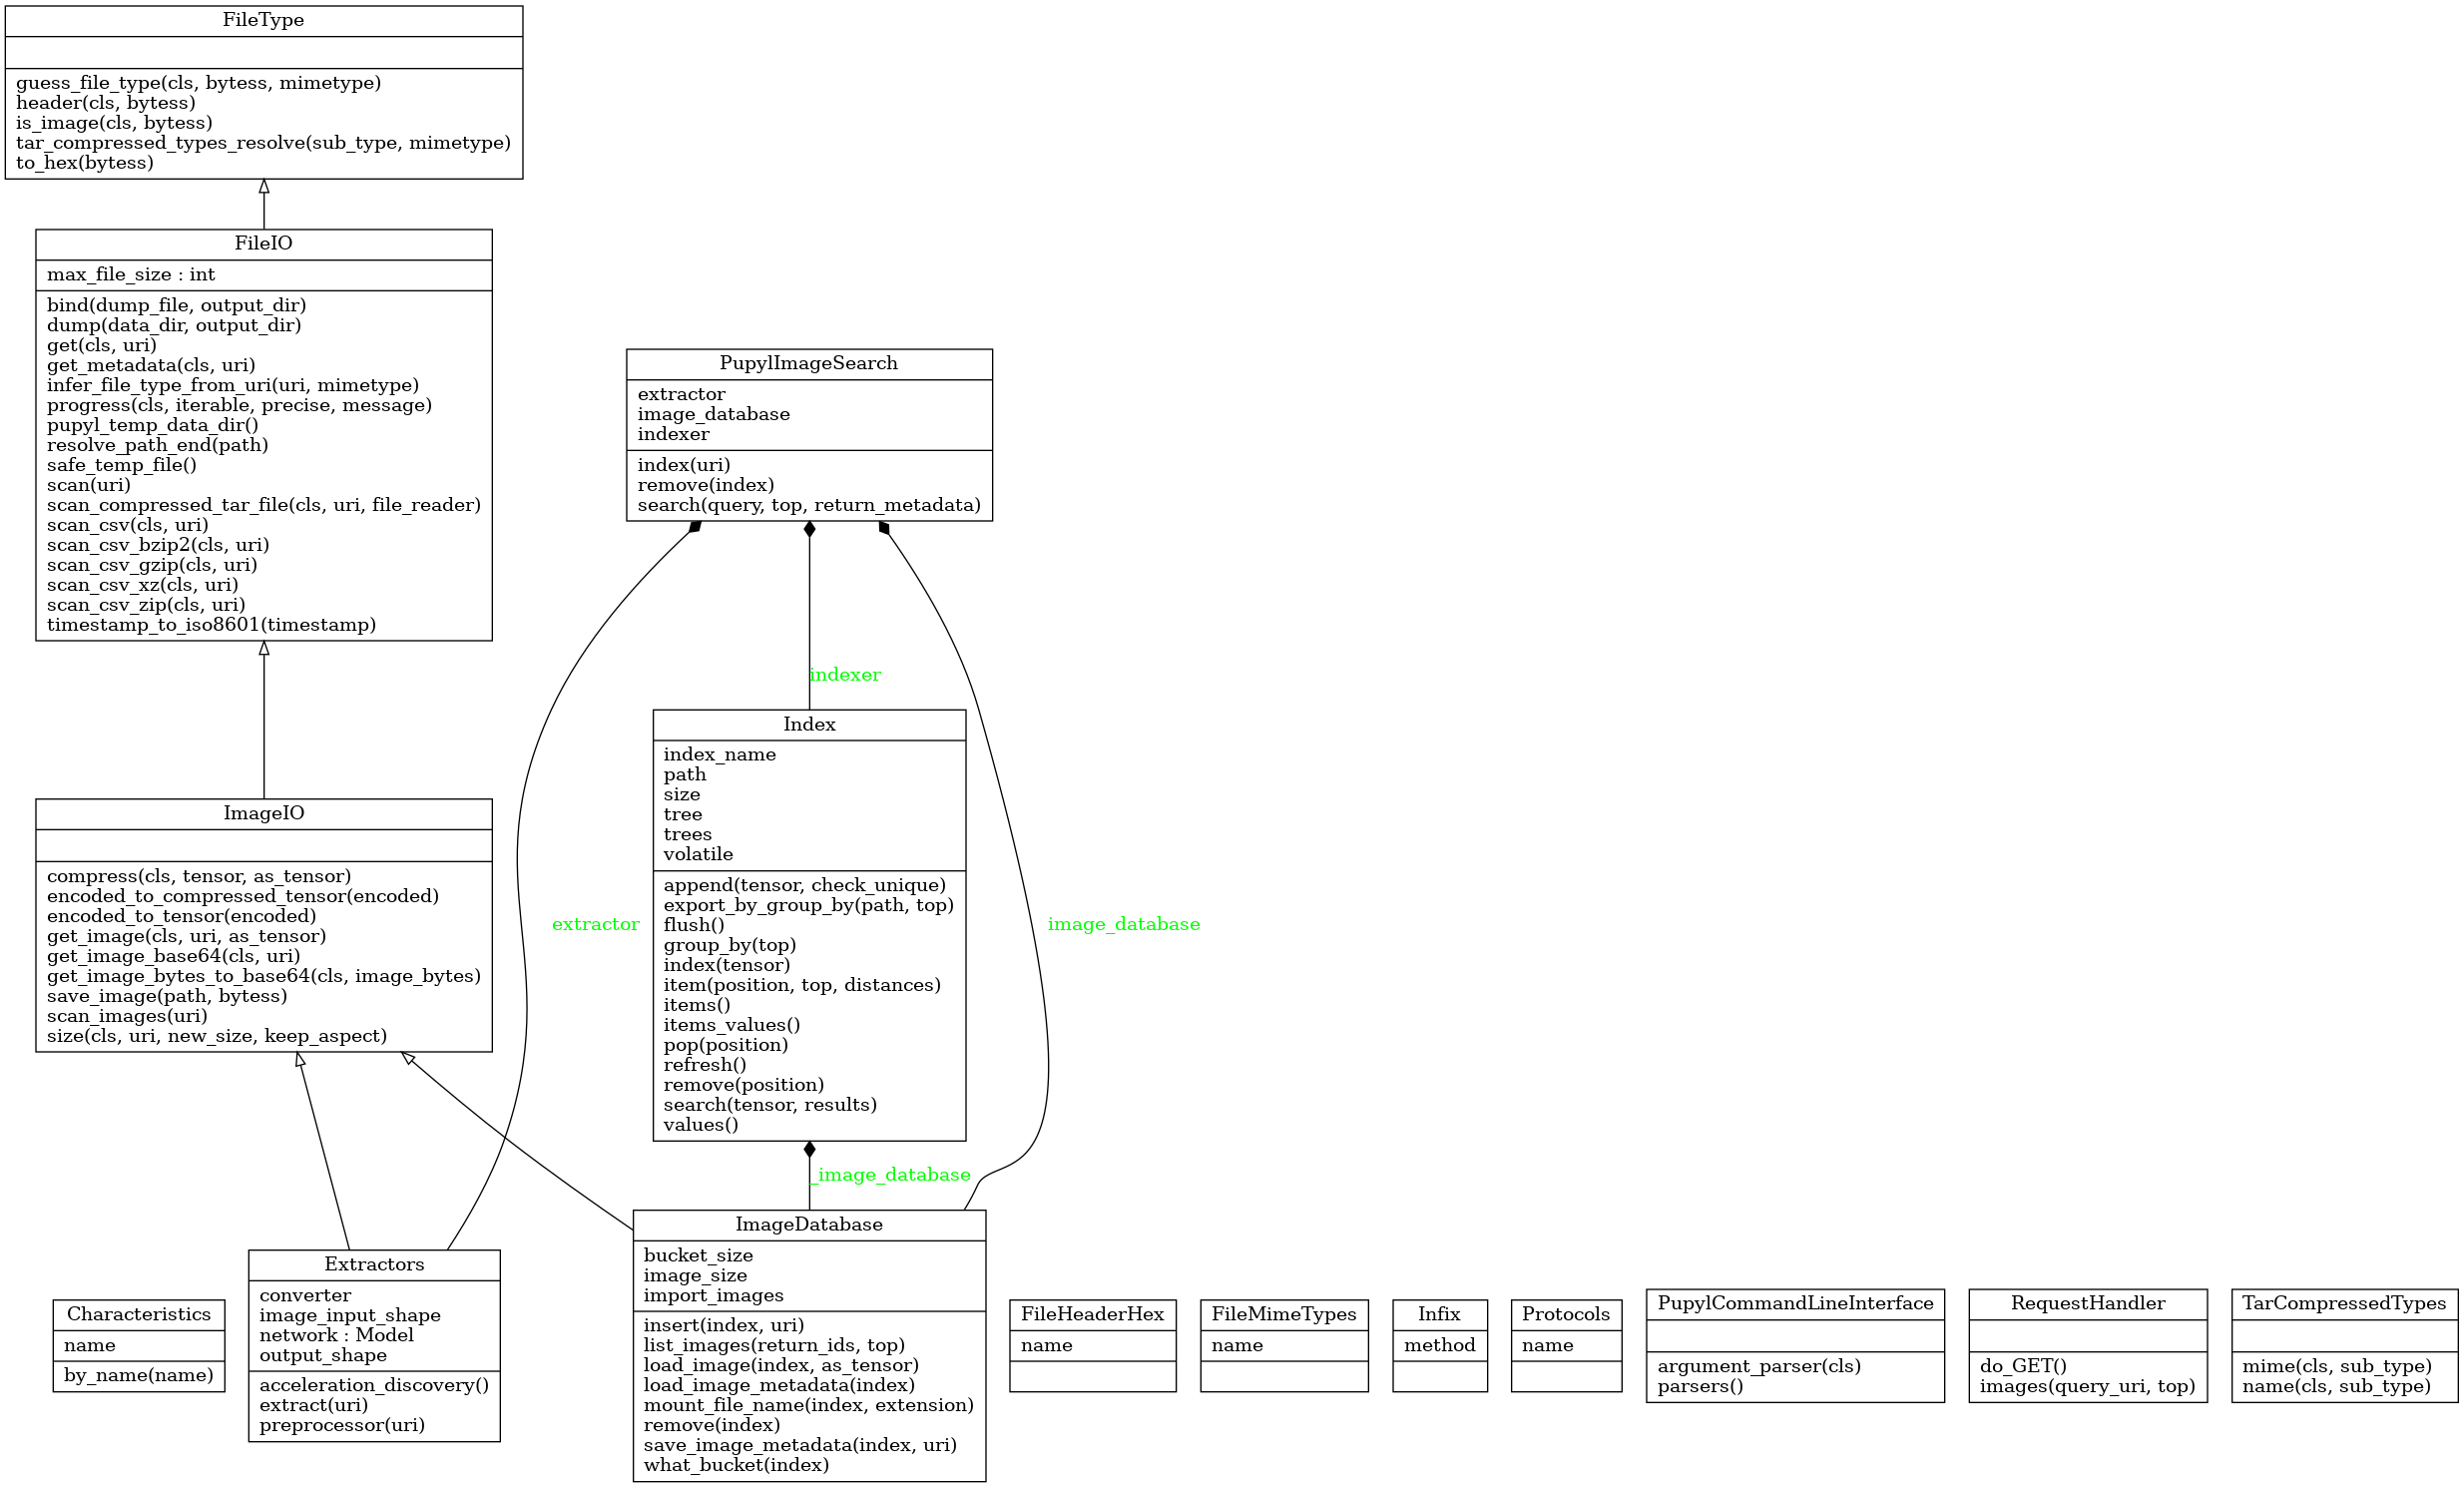 FileType
guess_file_type(cls, bytess, mimetype)
header(cls, bytess)
is_image(cls, bytess)
tar_compressed_types_resolve(sub_type, mimetype)
to_hex(bytess)
FileIO
max_file_size : int
bind(dump_file, output_dir)
dump(data_dir, output_dir)
get(cls, uri)
get_metadata(cls, uri)
infer_file_type_from_uri(uri, mimetype)
progress(cls, iterable, precise, message)
pupyl_temp_data_dir()
resolve_path_end(path)
safe_temp_file()
scan(uri)
scan_compressed_tar_file(cls, uri, file_reader)
scan_csv(cls, uri)
scan_csv_bzip2(cls, uri)
scan_csv_gzip(cls, uri)
scan_csv_xz(cls, uri)
scan_csv_zip(cls, uri)
timestamp_to_iso8601(timestamp)
PupylImageSearch
extractor
image_database
indexer
index(uri)
remove(index)
search(query, top, return_metadata)
indexer
Index
index_name
path
size
tree
trees
volatile
append(tensor, check_unique)
export_by_group_by(path, top)
flush()
group_by(top)
index(tensor)
item(position, top, distances)
items()
items_values()
pop(position)
refresh()
remove(position)
search(tensor, results)
values()
ImageIO
compress(cls, tensor, as_tensor)
encoded_to_compressed_tensor(encoded)
encoded_to_tensor(encoded)
get_image(cls, uri, as_tensor)
get_image_base64(cls, uri)
get_image_bytes_to_base64(cls, image_bytes)
save_image(path, bytess)
scan_images(uri)
size(cls, uri, new_size, keep_aspect)
extractor
image_database
_image_database
Characteristics
name
by_name(name)
Extractors
converter
image_input_shape
network : Model
output_shape
acceleration_discovery()
extract(uri)
preprocessor(uri)
ImageDatabase
bucket_size
image_size
import_images
insert(index, uri)
list_images(return_ids, top)
load_image(index, as_tensor)
load_image_metadata(index)
mount_file_name(index, extension)
remove(index)
save_image_metadata(index, uri)
what_bucket(index)
FileHeaderHex
name
FileMimeTypes
name
Infix
method
Protocols
name
PupylCommandLineInterface
argument_parser(cls)
parsers()
RequestHandler
do_GET()
images(query_uri, top)
TarCompressedTypes
mime(cls, sub_type)
name(cls, sub_type)